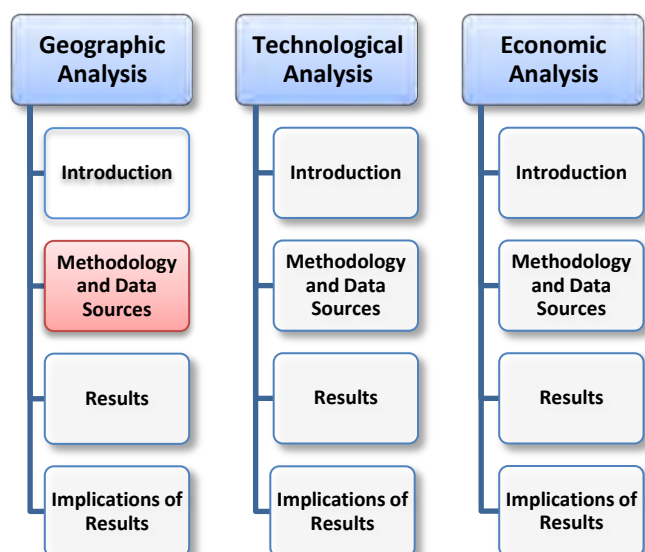 Geographic
Analysis
Introduction
Methodology
and Data
Sources
Results
Implications of
Results
Technological
Analysis
Introduction
Methodology
and Data
Sources
Results
Implications of
Results
Economic
Analysis
Introduction
Methodology
and Data
Sources
Results
Implications of
Results